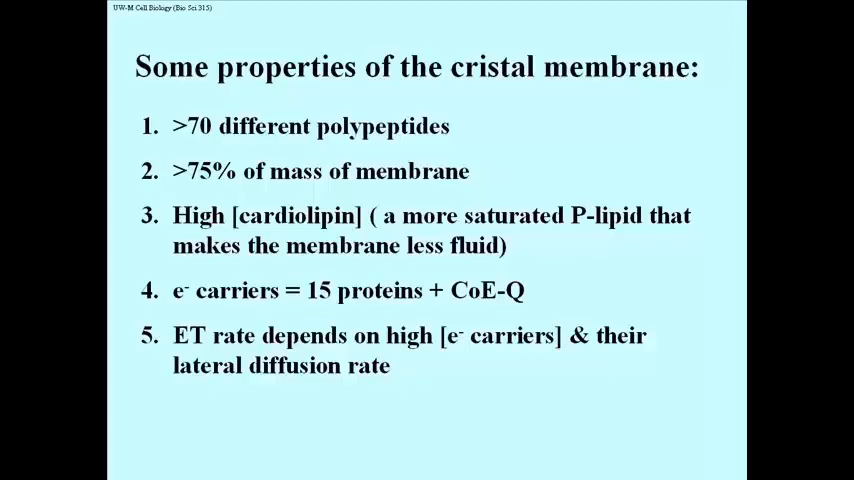 UW-M Cell Biology (Bio Sci 315)
Some properties of the cristal membrane:
1. >70 different polypeptides
2. >75% of mass of membrane
3. High [cardiolipin] ( a more saturated P-lipid that
makes the membrane less fluid)
4. e⁻ carriers = 15 proteins + CoE-Q
5. ET rate depends on high [e⁻ carriers] & their
lateral diffusion rate